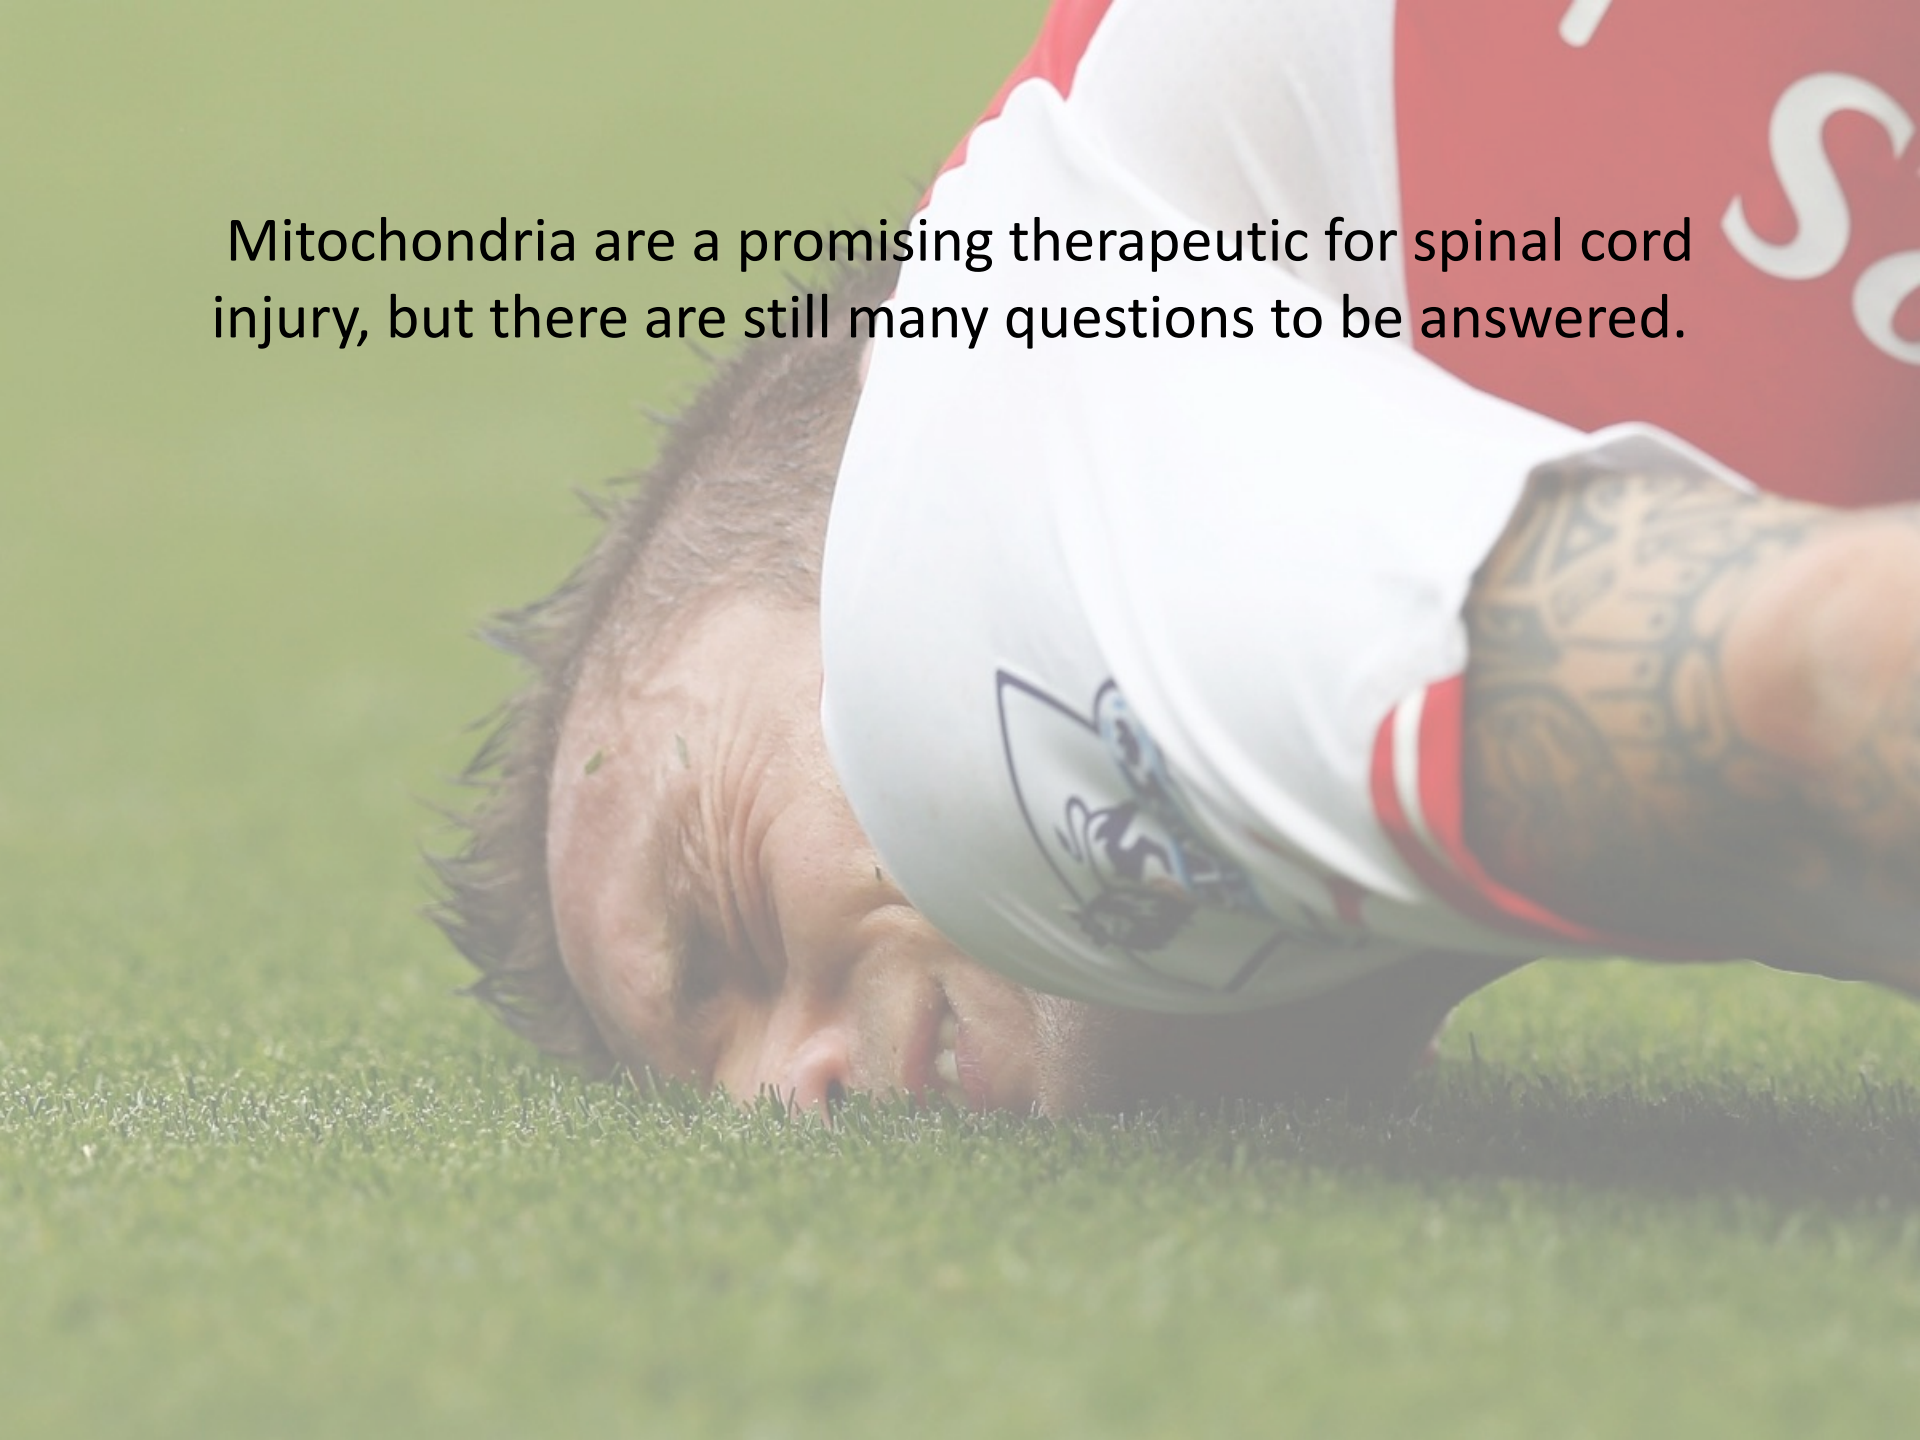 Mitochondria are a promising therapeutic for spinal cord
injury, but there are still many questions to be answered.